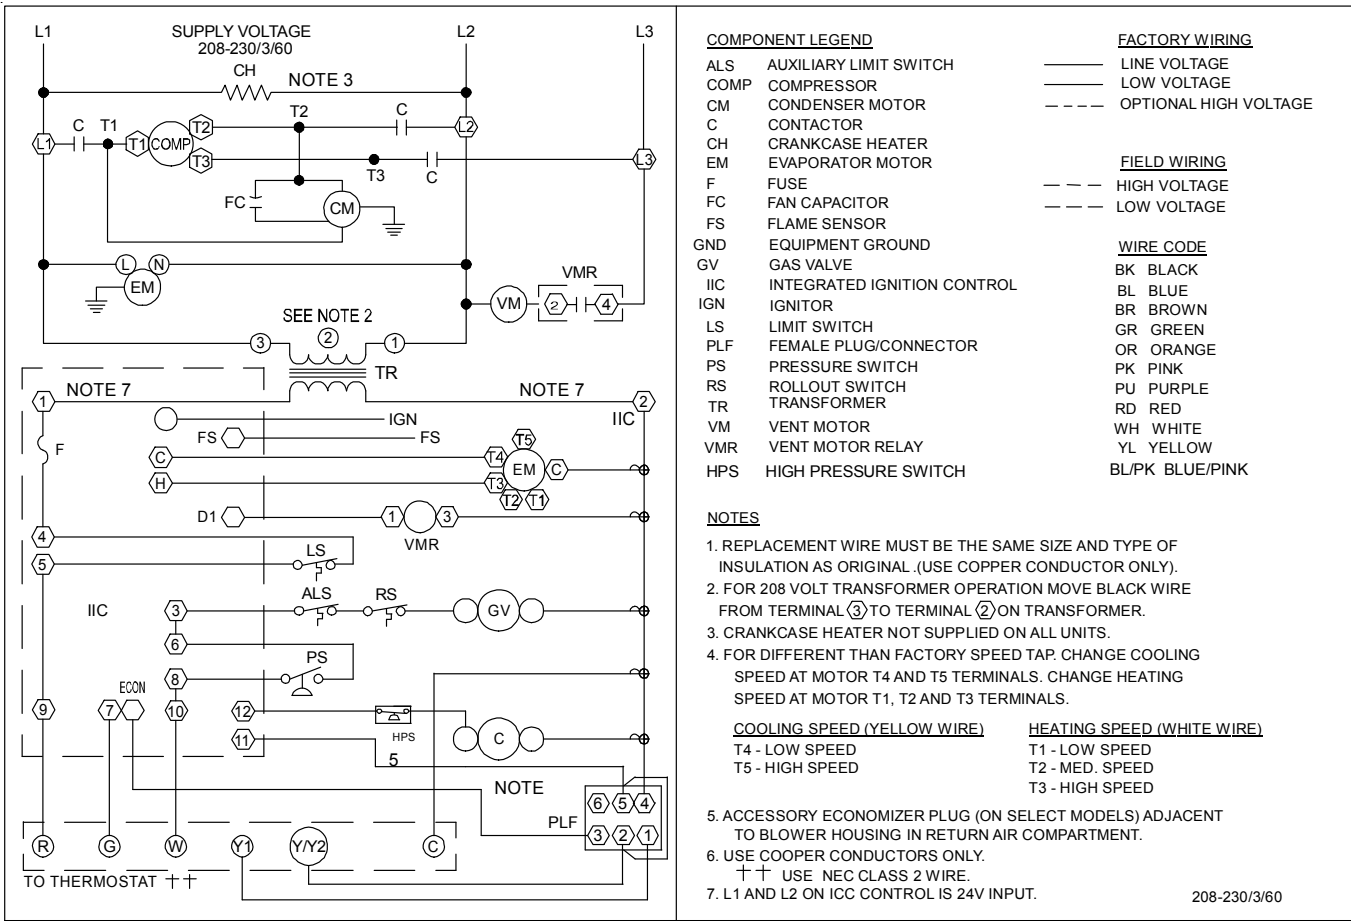 L1 SUPPLY VOLTAGE L2 L3
208-230/3/60
CH NOTE 3
C T1 T2 T2 C
L1 T1 COMP L2
T3 T3 C L3
FC CM
L N
EM VMR
VM 2 4
SEE NOTE 2
3 2 1
TR
NOTE 7 NOTE 7
1 2
IGN IIC
F FS FS T5
C T4 EM C
H T3
T2 T1
D1 1 3
VMR
4
5 LS
ALS RS
IIC 3 GV
6
PS
8
ECON
9 7 10 12
HPS C
11
5
NOTE
6 5 4
PLF 3 2 1
R G W Y1 Y/Y2 C
TO THERMOSTAT ++
COMPONENT LEGEND
ALS AUXILIARY LIMIT SWITCH
COMP COMPRESSOR
CM CONDENSER MOTOR
C CONTACTOR
CH CRANKCASE HEATER
EM EVAPORATOR MOTOR
F FUSE
FC FAN CAPACITOR
FS FLAME SENSOR
GND EQUIPMENT GROUND
GV GAS VALVE
IIC INTEGRATED IGNITION CONTROL
IGN IGNITOR
LS LIMIT SWITCH
PLF FEMALE PLUG/CONNECTOR
PS PRESSURE SWITCH
RS ROLLOUT SWITCH
TR TRANSFORMER
VM VENT MOTOR
VMR VENT MOTOR RELAY
HPS HIGH PRESSURE SWITCH
FACTORY WIRING
LINE VOLTAGE
LOW VOLTAGE
OPTIONAL HIGH VOLTAGE
FIELD WIRING
HIGH VOLTAGE
LOW VOLTAGE
WIRE CODE
BK BLACK
BL BLUE
BR BROWN
GR GREEN
OR ORANGE
PK PINK
PU PURPLE
RD RED
WH WHITE
YL YELLOW
BL/PK BLUE/PINK
NOTES
1. REPLACEMENT WIRE MUST BE THE SAME SIZE AND TYPE OF
INSULATION AS ORIGINAL .(USE COPPER CONDUCTOR ONLY).
2. FOR 208 VOLT TRANSFORMER OPERATION MOVE BLACK WIRE
FROM TERMINAL 3 TO TERMINAL 2 ON TRANSFORMER.
3. CRANKCASE HEATER NOT SUPPLIED ON ALL UNITS.
4. FOR DIFFERENT THAN FACTORY SPEED TAP. CHANGE COOLING
SPEED AT MOTOR T4 AND T5 TERMINALS. CHANGE HEATING
SPEED AT MOTOR T1, T2 AND T3 TERMINALS.
COOLING SPEED (YELLOW WIRE) HEATING SPEED (WHITE WIRE)
T4 - LOW SPEED T1 - LOW SPEED
T5 - HIGH SPEED T2 - MED. SPEED
T3 - HIGH SPEED
5. ACCESSORY ECONOMIZER PLUG (ON SELECT MODELS) ADJACENT
TO BLOWER HOUSING IN RETURN AIR COMPARTMENT.
6. USE COOPER CONDUCTORS ONLY.
++ USE NEC CLASS 2 WIRE.
7. L1 AND L2 ON ICC CONTROL IS 24V INPUT.
208-230/3/60